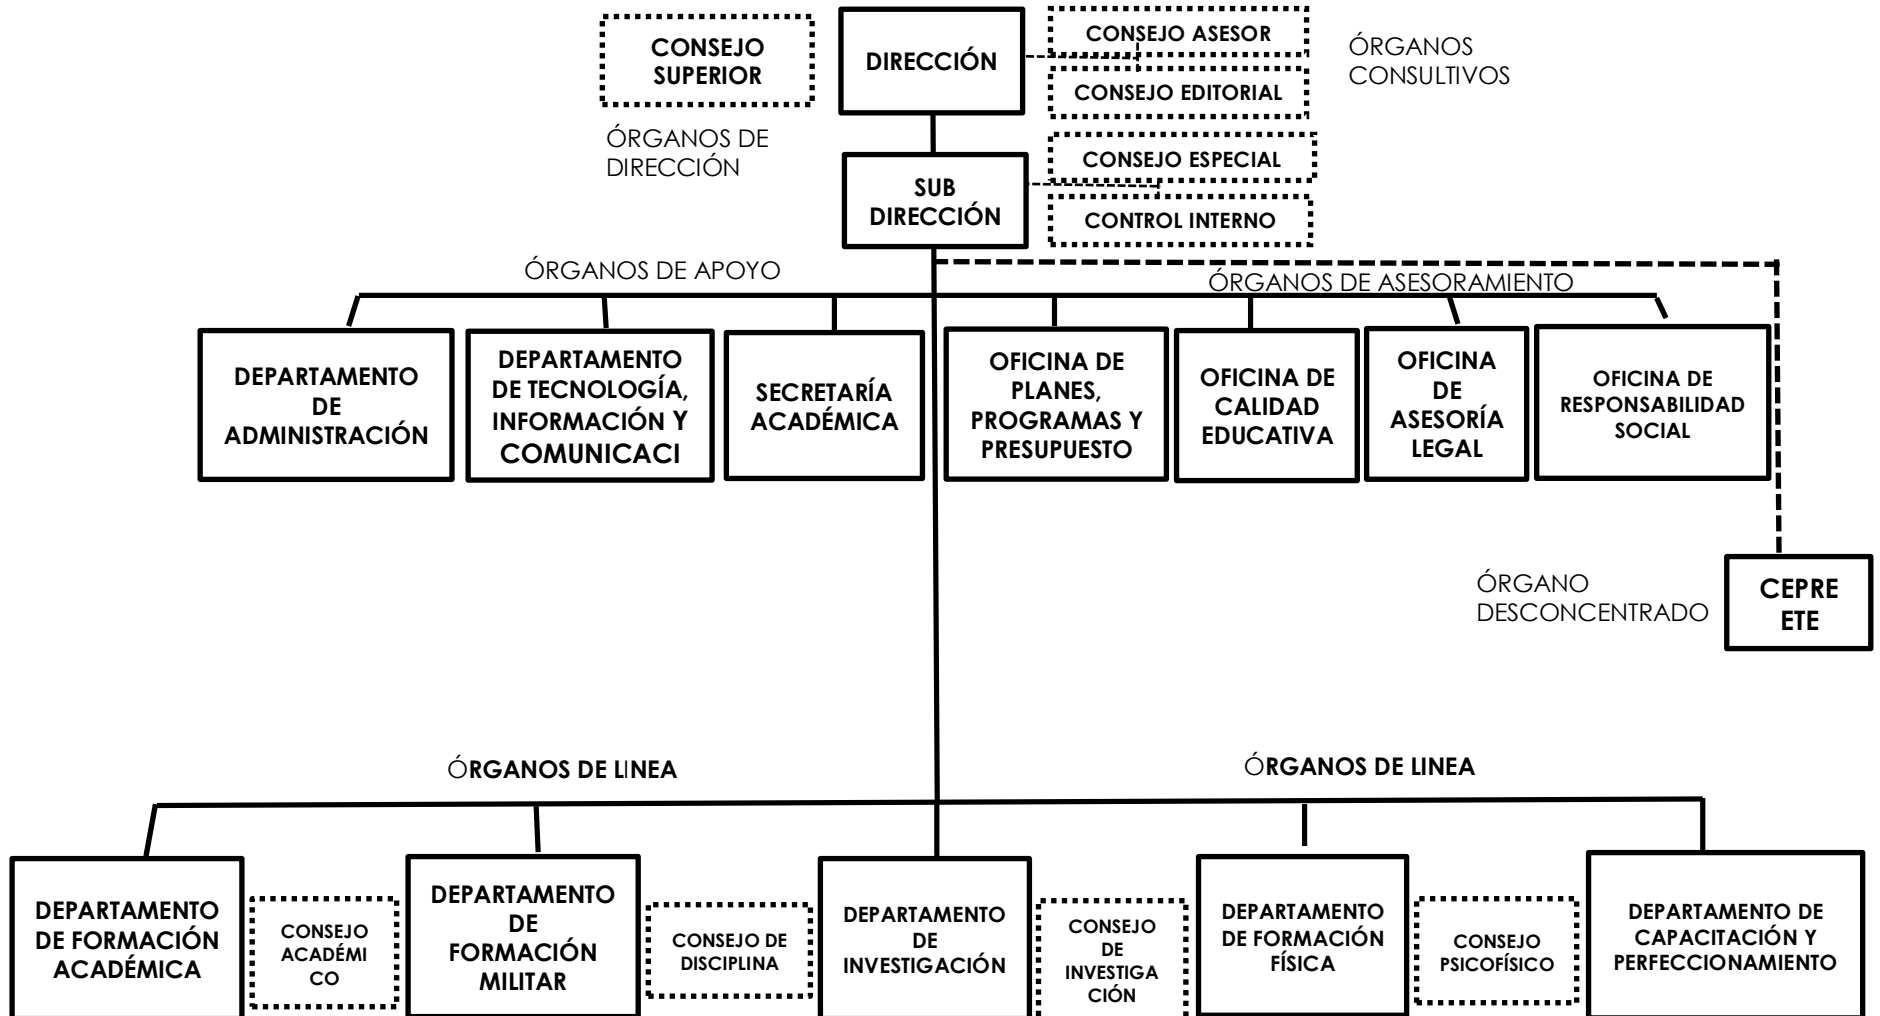 CONSEJO
SUPERIOR
DIRECCIÓN
CONSEJO ASESOR
CONSEJO EDITORIAL
ÓRGANOS
CONSULTIVOS
ÓRGANOS DE
DIRECCIÓN
SUB
DIRECCIÓN
CONSEJO ESPECIAL
CONTROL INTERNO
ÓRGANOS DE APOYO
ÓRGANOS DE ASESORAMIENTO
DEPARTAMENTO
DE
ADMINISTRACIÓN
DEPARTAMENTO
DE TECNOLOGÍA,
INFORMACIÓN Y
COMUNICACI
SECRETARÍA
ACADÉMICA
OFICINA DE
PLANES,
PROGRAMAS Y
PRESUPUESTO
OFICINA DE
CALIDAD
EDUCATIVA
OFICINA
DE
ASESORÍA
LEGAL
OFICINA DE
RESPONSABILIDAD
SOCIAL
ÓRGANO
DESCONCENTRADO
CEPRE
ETE
ÓRGANOS DE LINEA
ÓRGANOS DE LINEA
DEPARTAMENTO
DE FORMACIÓN
ACADÉMICA
CONSEJO
ACADÉMI
CO
DEPARTAMENTO
DE
FORMACIÓN
MILITAR
CONSEJO DE
DISCIPLINA
DEPARTAMENTO
DE
INVESTIGACIÓN
CONSEJO
DE
INVESTIGA
CIÓN
DEPARTAMENTO
DE FORMACIÓN
FÍSICA
CONSEJO
PSICOFÍSICO
DEPARTAMENTO DE
CAPACITACIÓN Y
PERFECCIONAMIENTO